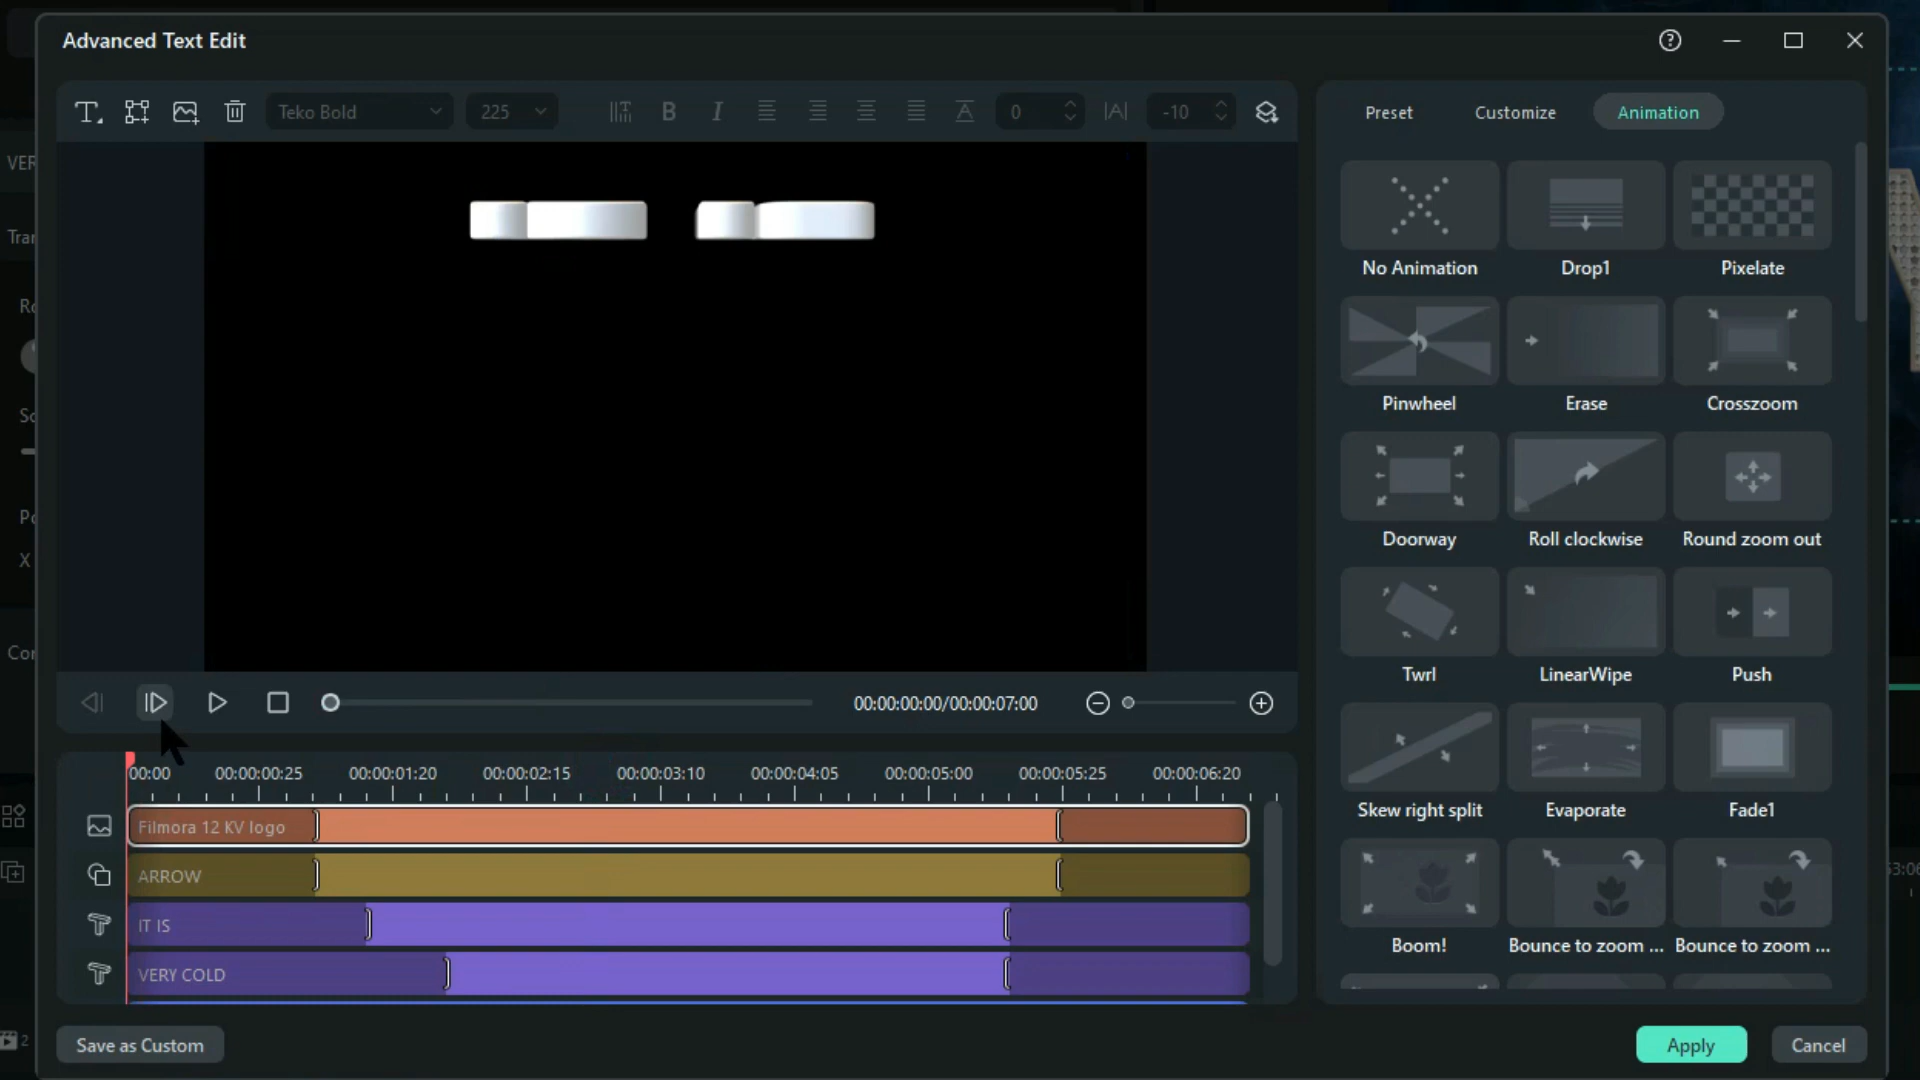 Advanced Text Edit
Teko Bold
225
B
I
A
0
|A|
-10
Preset
Customize
Animation
No Animation
Drop1
Pixelate
Pinwheel
Erase
Crosszoom
Doorway
Roll clockwise
Round zoom out
Twrl
LinearWipe
Push
Skew right split
Evaporate
Fade1
Boom!
Bounce to zoom ...
Bounce to zoom ...
00:00:00:00/00:00:07:00
00:00
00:00:00:25
00:00:01:20
00:00:02:15
00:00:03:10
00:00:04:05
00:00:05:00
00:00:05:25
00:00:06:20
Filmora 12 KV logo
ARROW
IT IS
VERY COLD
Save as Custom
Apply
Cancel
VER
X
2